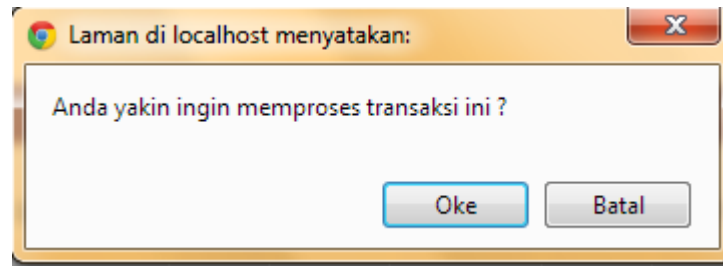 Laman di localhost menyatakan:
Anda yakin ingin memproses transaksi ini ?
Oke
Batal